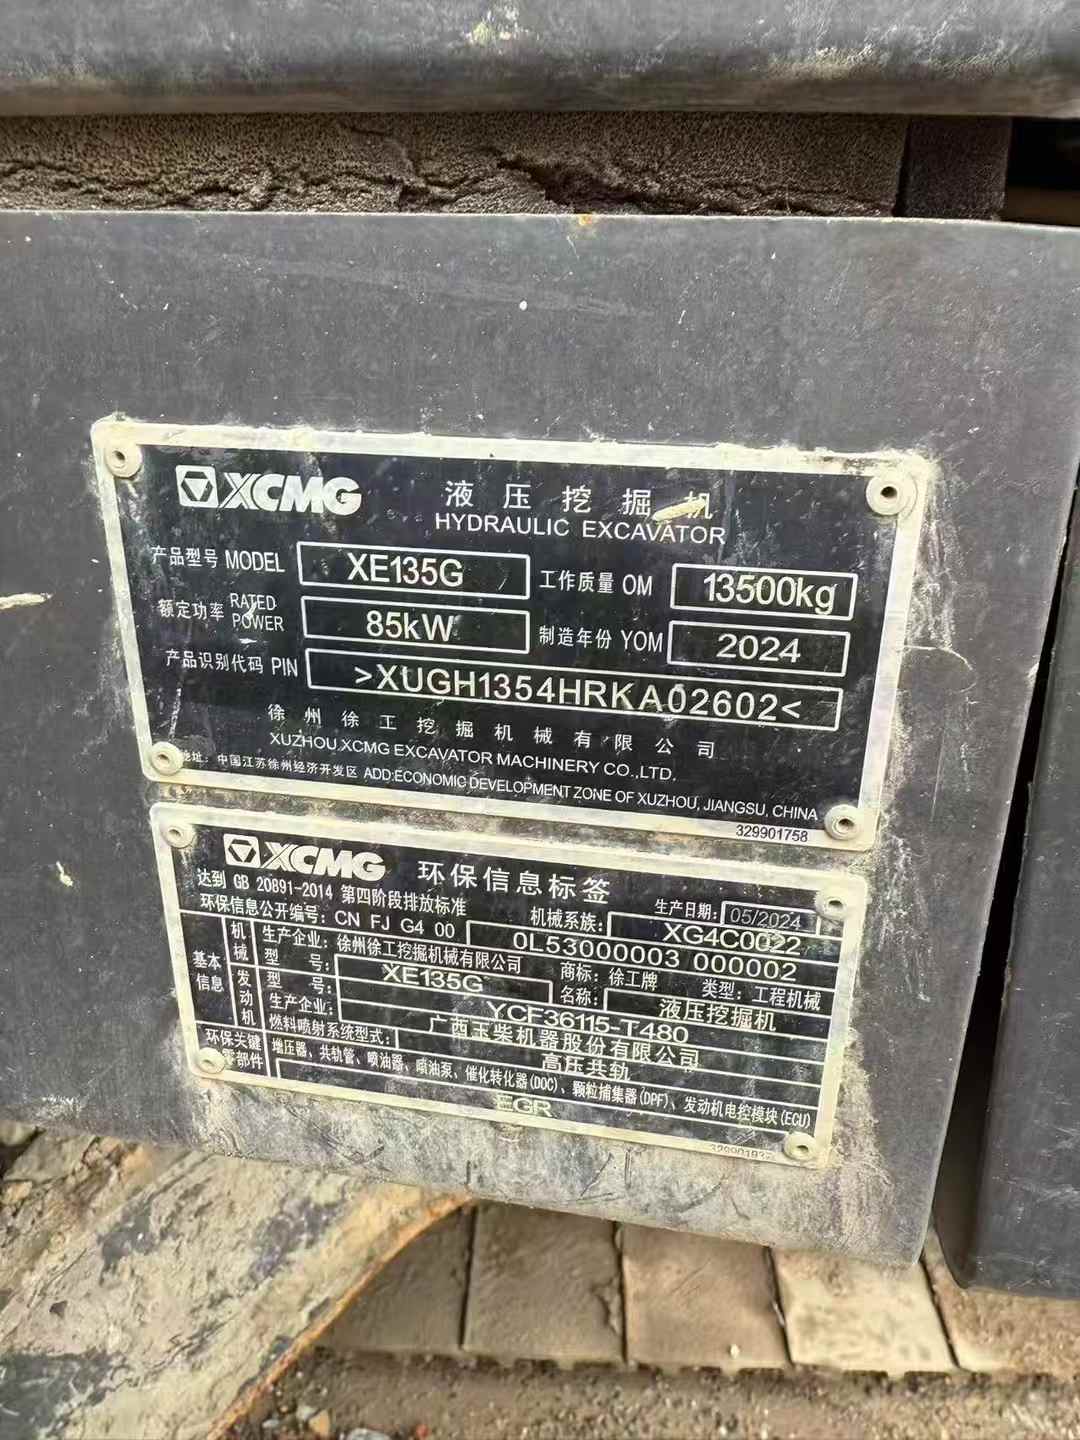 XCMG 液压挖掘机
HYDRAULIC EXCAVATOR
产品型号 MODEL XE135G 工作质量 OM 13500kg
额定功率 RATED POWER 85kW 制造年份 YOM 2024
产品识别代码 PIN >XUGH1354HRKA02602<
徐州徐工挖掘机械有限公司
XUZHOU XCMG EXCAVATOR MACHINERY CO.,LTD.
地址：中国江苏徐州经济开发区 ADD:ECONOMIC DEVELOPMENT ZONE OF XUZHOU, JIANGSU, CHINA
329901758
XCMG 环保信息标签
达到 GB 20891-2014 第四阶段排放标准 生产日期: 05/2024
环保信息公开编号: CN FJ G4 00 0L53000003 000002 机械系族: XG4C0022
基本信息 机械 生产企业: 徐州徐工挖掘机械有限公司 商标: 徐工牌 类型: 工程机械
型号: XE135G 名称: 液压挖掘机
发动机 型号: YCF36115-T480
生产企业: 广西玉柴机器股份有限公司
燃料喷射系统型式: 高压共轨
环保关键零部件 增压器、共轨管、喷油器、喷油泵、催化转化器(DOC)、颗粒捕集器(DPF)、发动机电控模块(ECU)
EGR